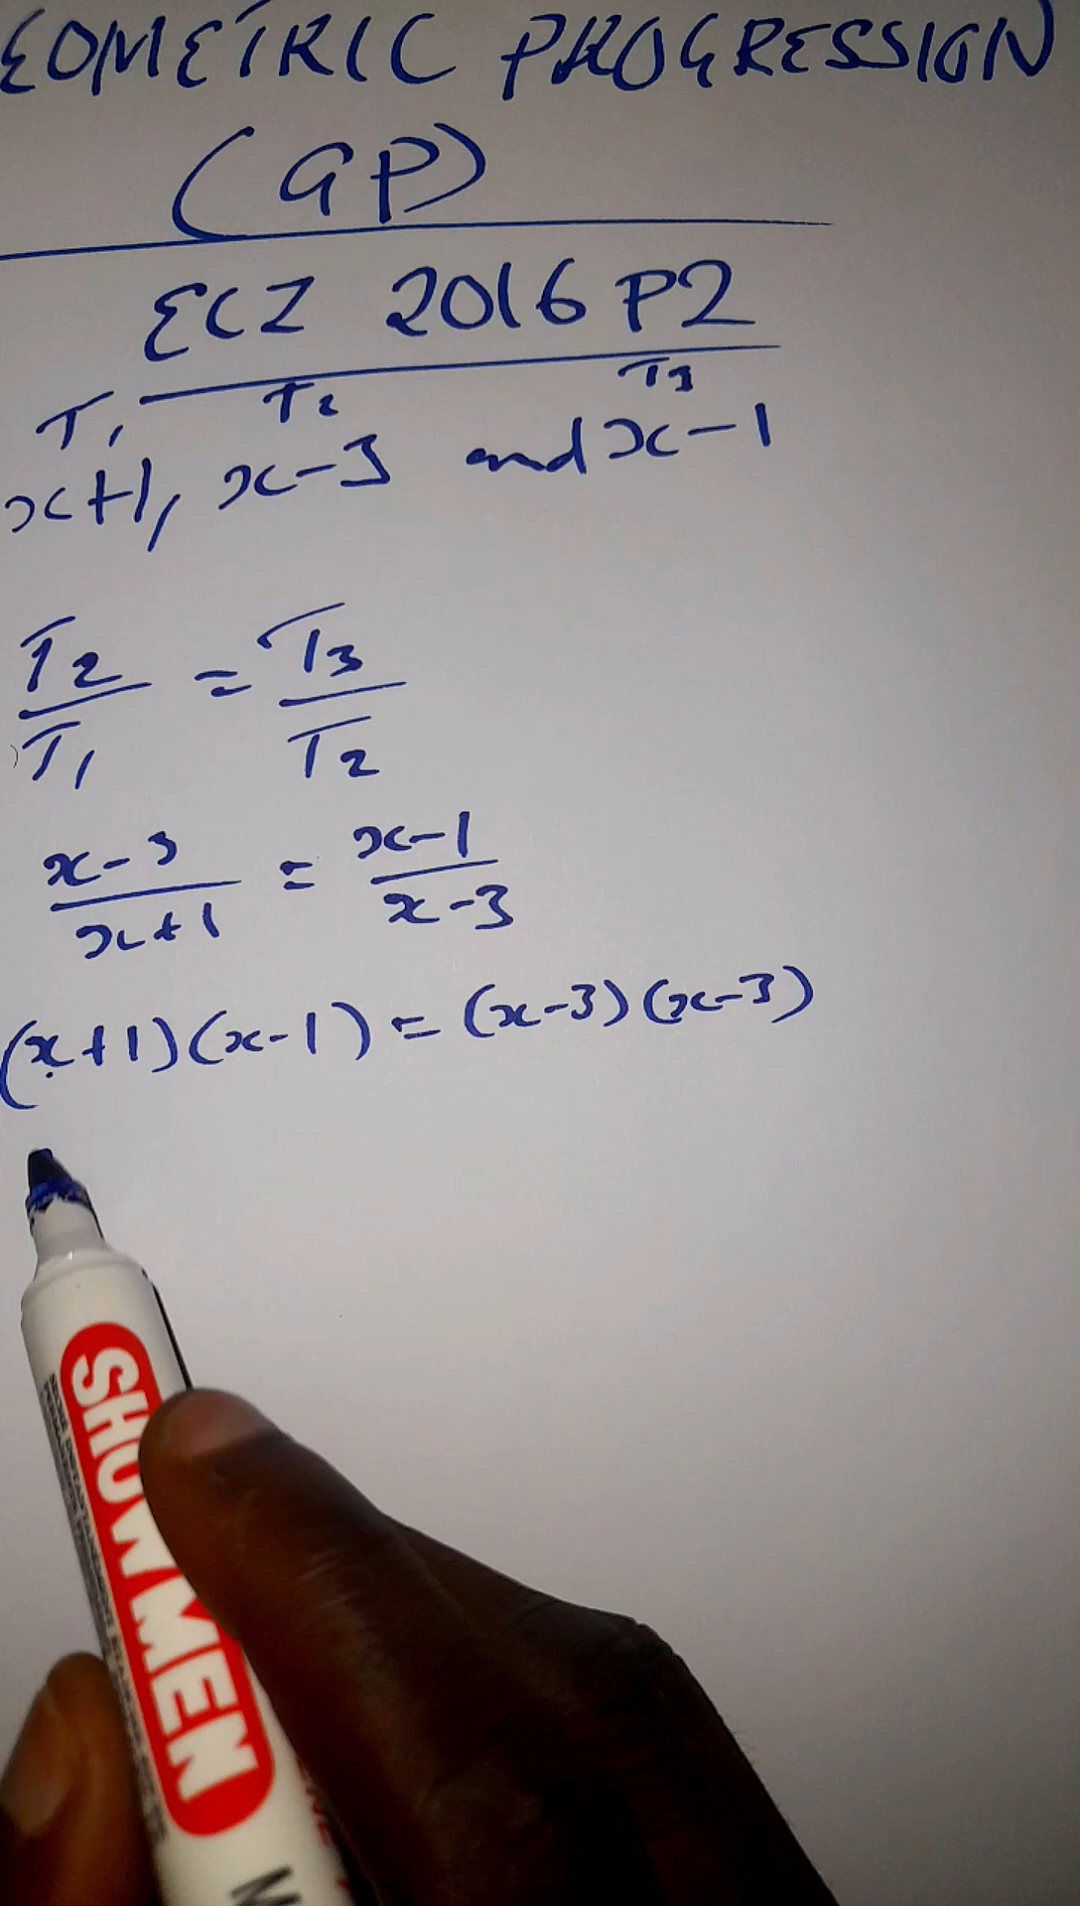 EOMETRIC PROGRESSION
(GP)
ECZ 2016 P2
T1 T2 T3
x+1, x-3 and x-1
T2/T1 = T3/T2
x-3/x+1 = x-1/x-3
(x+1)(x-1) = (x-3)(x-3)
SHOWMEN
M